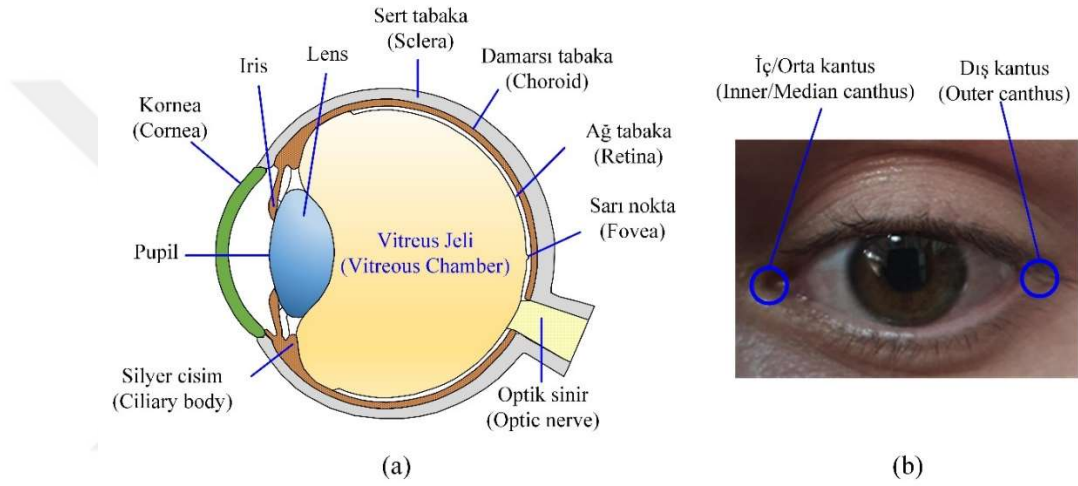 Sert tabaka
(Sclera)
Lens
Damarsı tabaka
(Choroid)
Iris
Kornea
(Cornea)
Ağ tabaka
(Retina)
Sarı nokta
(Fovea)
Pupil
Vitreus Jeli
(Vitreous Chamber)
Silyer cisim
(Ciliary body)
Optik sinir
(Optic nerve)
(a)
İç/Orta kantus
(Inner/Median canthus)
Dış kantus
(Outer canthus)
(b)